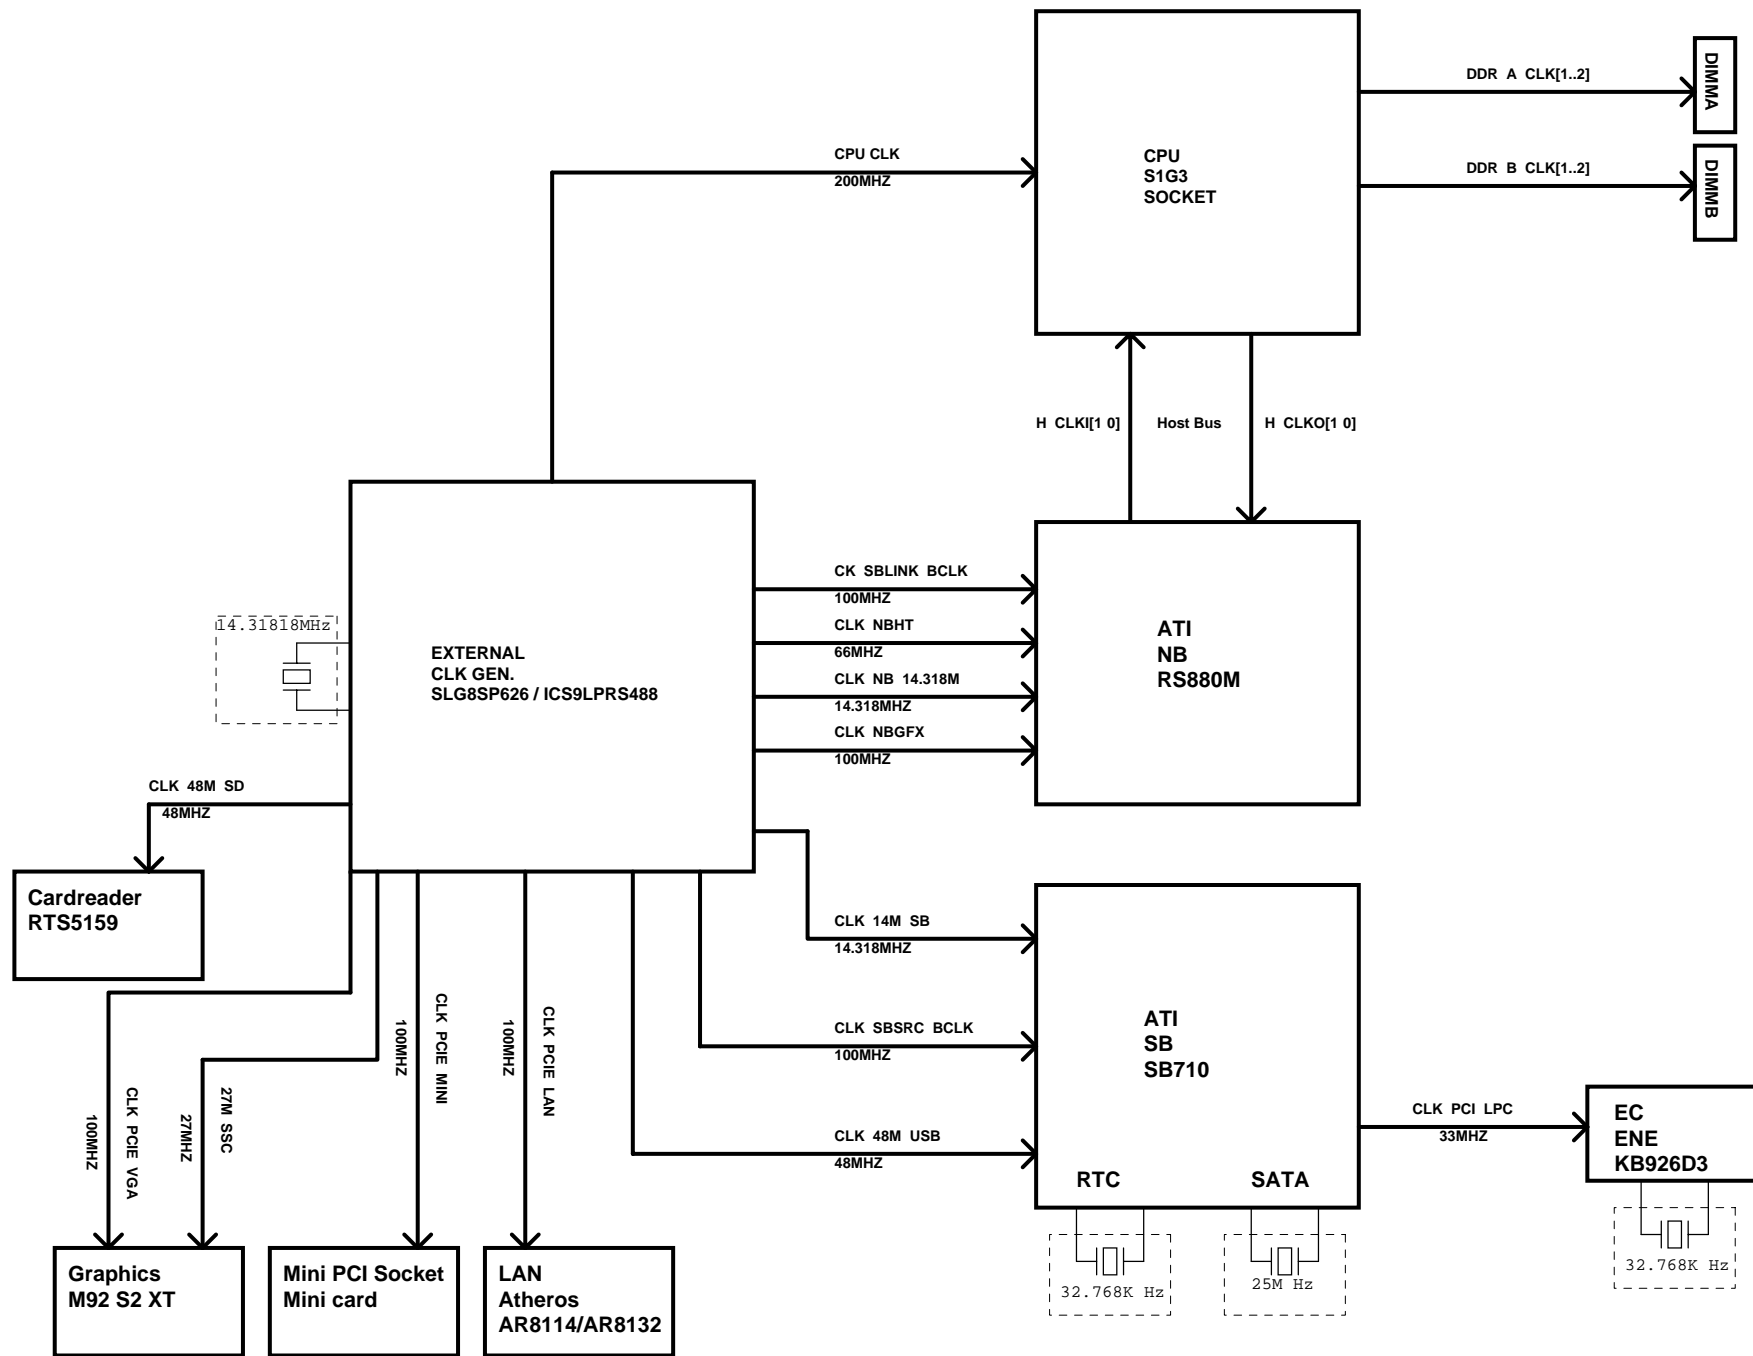 DDR A CLK[1..2]
DIMMA
CPU CLK
200MHZ
CPU
S1G3
SOCKET
DDR B CLK[1..2]
DIMMB
H CLKI[1 0]
Host Bus
H CLKO[1 0]
14.31818MHz
EXTERNAL
CLK GEN.
SLG8SP626 / ICS9LPRS488
CK SBLINK BCLK
100MHZ
CLK NBHT
66MHZ
CLK NB 14.318M
14.318MHZ
CLK NBGFX
100MHZ
ATI
NB
RS880M
CLK 48M SD
48MHZ
Cardreader
RTS5159
CLK 14M SB
14.318MHZ
CLK SBSRC BCLK
100MHZ
CLK 48M USB
48MHZ
ATI
SB
SB710
RTC
SATA
CLK PCI LPC
33MHZ
EC
ENE
KB926D3
CLK PCIE VGA
100MHZ
27M SSC
27MHZ
CLK PCIE MINI
100MHZ
CLK PCIE LAN
100MHZ
Graphics
M92 S2 XT
Mini PCI Socket
Mini card
LAN
Atheros
AR8114/AR8132
32.768K Hz
25M Hz
32.768K Hz